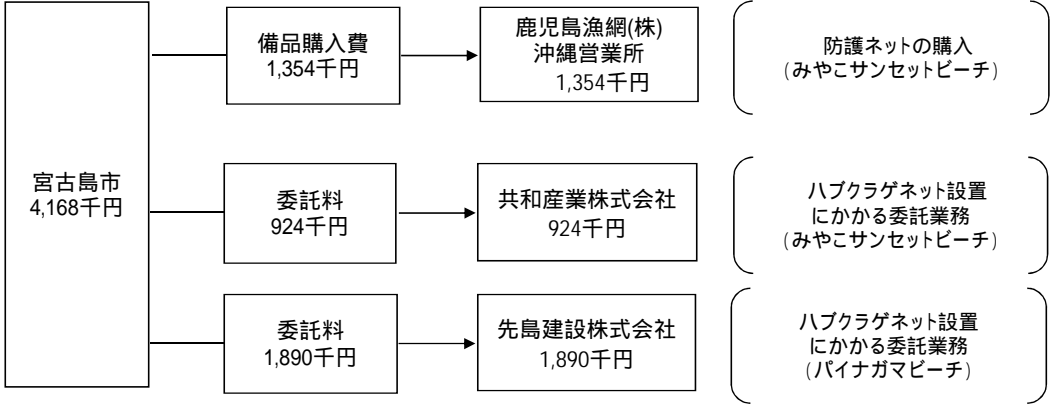 宮古島市
4,168千円
備品購入費
1,354千円
鹿児島漁網(株)
沖縄営業所
1,354千円
防護ネットの購入
(みやこサンセットビーチ)
委託料
924千円
共和産業株式会社
924千円
ハブクラゲネット設置
にかかる委託業務
(みやこサンセットビーチ)
委託料
1,890千円
先島建設株式会社
1,890千円
ハブクラゲネット設置
にかかる委託業務
(パイナガマビーチ)